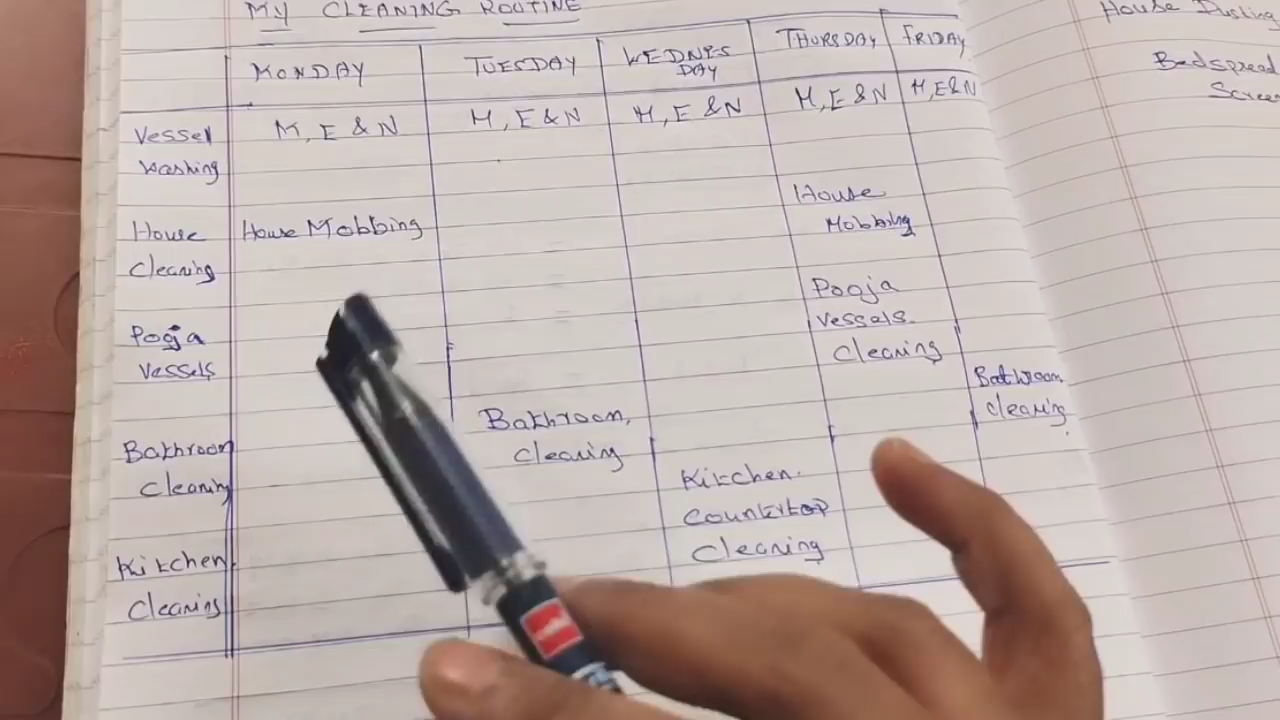 MY CLEANING ROUTINE
MONDAY TUESDAY WEDNES DAY THURSDAY FRIDAY
Vessel Washing M, E & N M, E & N M, E & N M, E & N M, E & N
House Cleaning House Mobbing House Mobbing
Pooja Vessels Pooja Vessels Cleaning
Bathroom Cleaning Bathroom Cleaning Bathroom Cleaning
Kitchen Cleaning Kitchen Countertop Cleaning
House Dusting
Bedspread
Screen